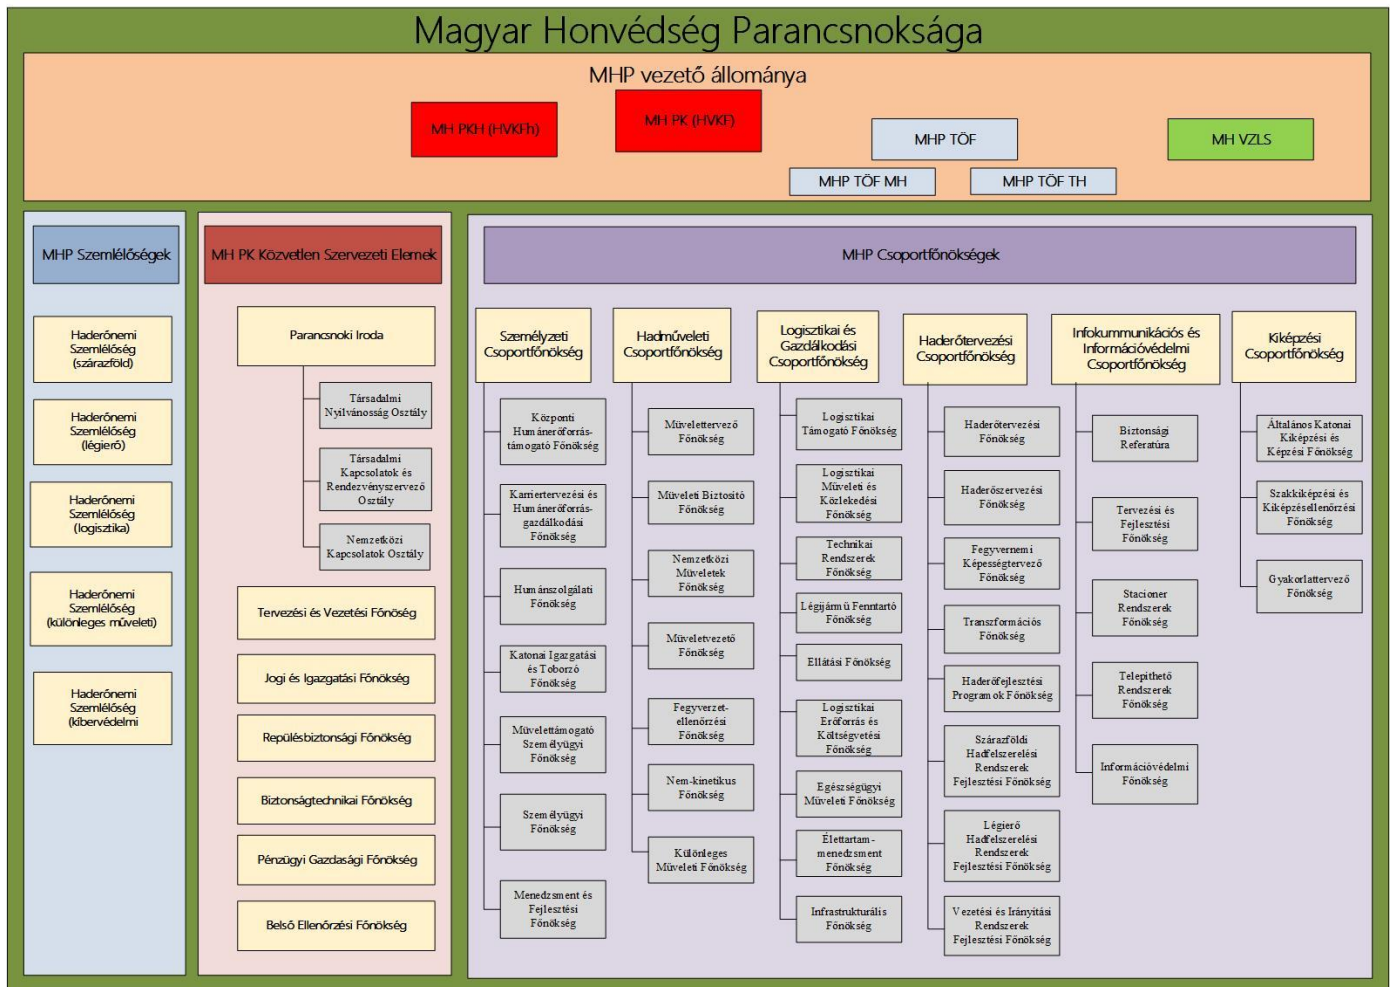 Magyar Honvédség Parancsnoksága
MHP vezető állománya
MH PKH (HVKFh)
MH PK (HVKF)
MHP TÖF
MH VZLS
MHP TÖF MH
MHP TÖF TH
MHP Szemlélőségek
Haderőnemi
Szemlélőség
(szárazföld)
Haderőnemi
Szemlélőség
(légierő)
Haderőnemi
Szemlélőség
(logisztika)
Haderőnemi
Szemlélőség
(különleges műveleti)
Haderőnemi
Szemlélőség
(kibervédelmi
MH PK Közvetlen Szervezeti Elemek
Parancsnoki Iroda
Társadalmi
Nyilvánosság Osztály
Társadalmi
Kapcsolatok és
Rendezvényszervező
Osztály
Nemzetközi
Kapcsolatok Osztály
Tervezési és Vezetési Főnöség
Jogi és Igazgatási Főnökség
Repülésbiztonsági Főnökség
Biztonságtechnikai Főnökség
Pénzügyi Gazdasági Főnökség
Belső Ellenőrzési Főnökség
MHP Csoportfőnökségek
Személyzeti
Csoportfőnökség
Központi
Humánerőforrás-
támogató Főnökség
Karriertervezési és
Humánerőforrás-
gazdálkodási
Főnökség
Humánszolgálati
Főnökség
Katonai Igazgatási
és Toborzó
Főnökség
Művelettámogató
Személyügyi
Főnökség
Személyügyi
Főnökség
Menedzsment és
Fejlesztési
Főnökség
Hadműveleti
Csoportfőnökség
Művelettervező
Főnökség
Műveleti Biztosító
Főnökség
Nemzetközi
Műveletek
Főnökség
Műveletvezető
Főnökség
Fegyverzet-
ellenőrzési
Főnökség
Nem-kinetikus
Főnökség
Különleges
Műveleti Főnökség
Logisztikai és
Gazdálkodási
Csoportfőnökség
Logisztikai
Támogató Főnökség
Logisztikai
Műveleti és
Közlekedési
Főnökség
Technikai
Rendszerek
Főnökség
Légijármű Fenntartó
Főnökség
Ellátási Főnökség
Logisztikai
Erőforrás és
Költségvetési
Főnökség
Egészségügyi
Műveleti Főnökség
Élettartam-
menedzsment
Főnökség
Infrastrukturális
Főnökség
Haderőtervezési
Csoportfőnökség
Haderőtervezési
Főnökség
Haderőszervezési
Főnökség
Fegyvernemi
Képességtervező
Főnökség
Transzformációs
Főnökség
Haderőfejlesztési
Programok Főnökség
Szárazföldi
Hadfelszerelési
Rendszerek
Fejlesztési Főnökség
Légierő
Hadfelszerelési
Rendszerek
Fejlesztési Főnökség
Vezetési és Irányítási
Rendszerek
Fejlesztési Főnökség
Infokummunikációs és
Információvédelmi
Csoportfőnökség
Biztonsági
Referatúra
Tervezési és
Fejlesztési
Főnökség
Stacioner
Rendszerek
Főnökség
Telepíthető
Rendszerek
Főnökség
Információvédelmi
Főnökség
Kiképzési
Csoportfőnökség
Általános Katonai
Kiképzési és
Képzési Főnökség
Szakkiképzési és
Kiképzésellenőrzési
Főnökség
Gyakorlattervező
Főnökség